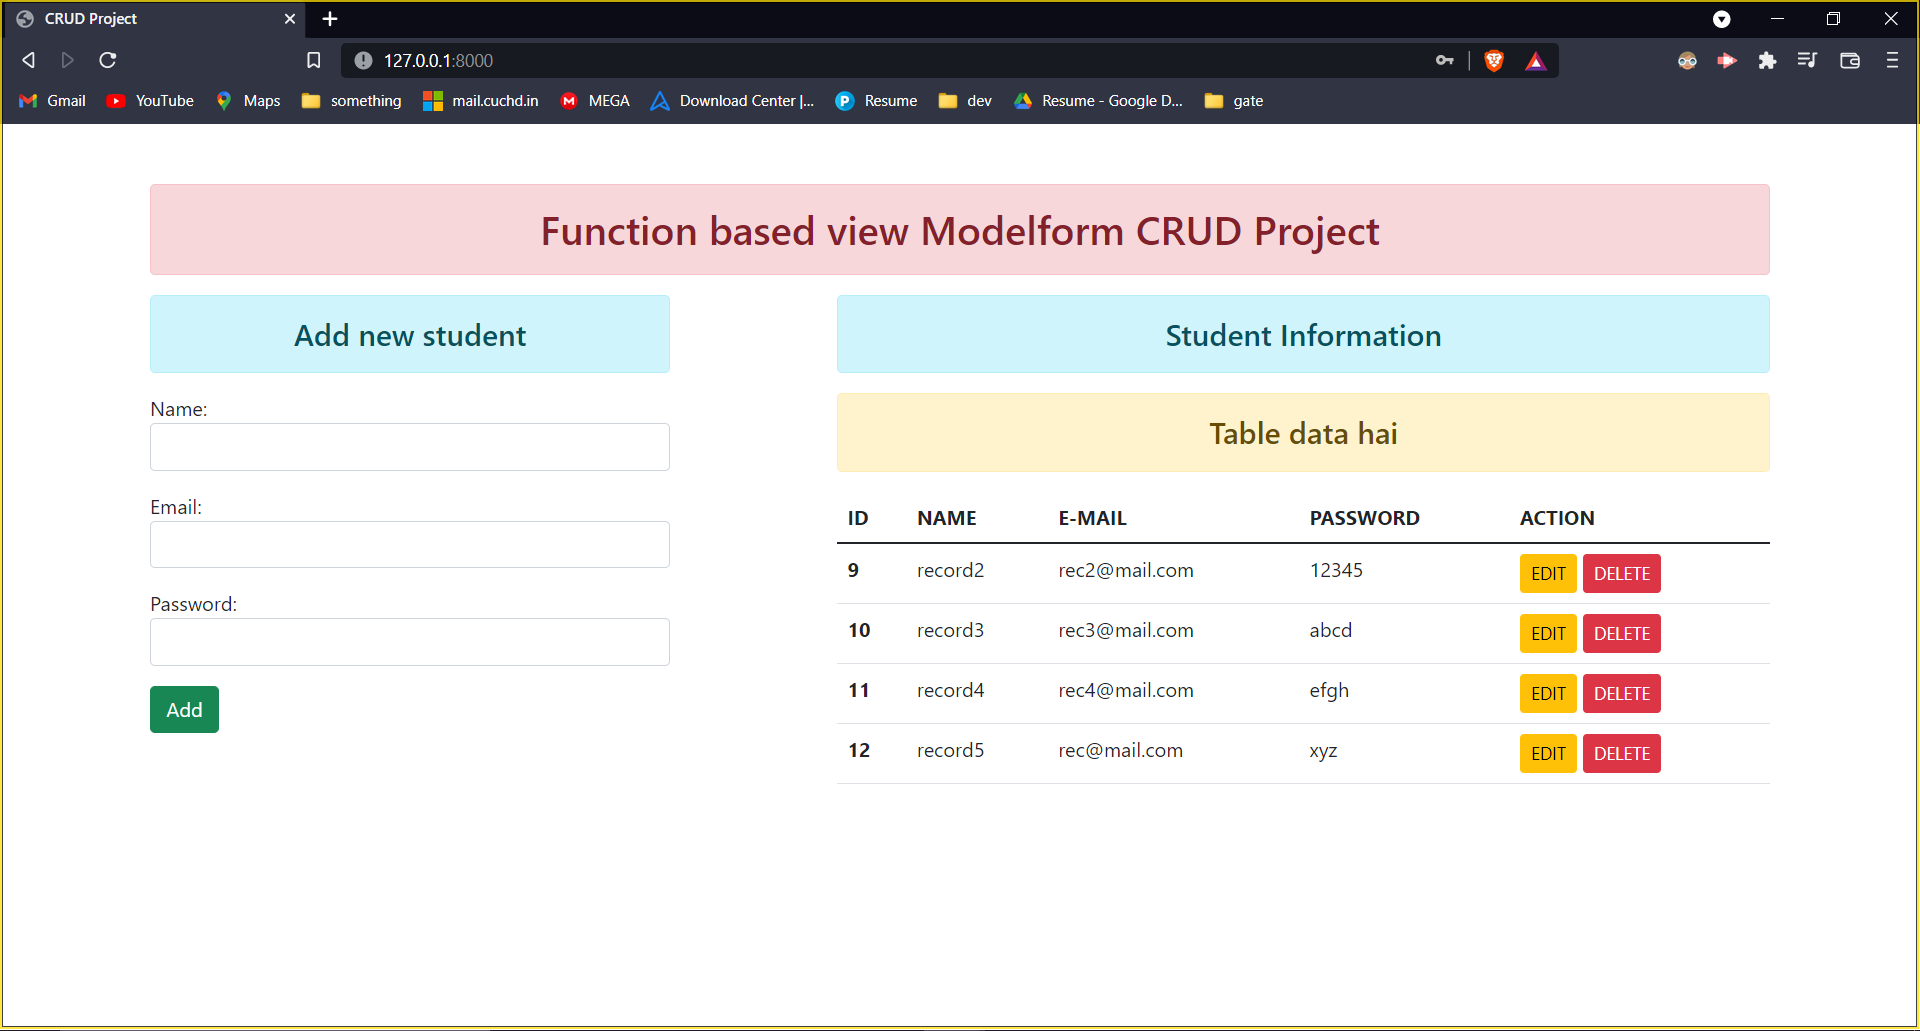 CRUD Project
127.0.0.1:8000
Gmail YouTube Maps something mail.cuchd.in MEGA Download Center |... Resume dev Resume - Google D... gate
Function based view Modelform CRUD Project
Add new student
Name:
Email:
Password:
Add
Student Information
Table data hai
ID NAME E-MAIL PASSWORD ACTION
9 record2 rec2@mail.com 12345 EDIT DELETE
10 record3 rec3@mail.com abcd EDIT DELETE
11 record4 rec4@mail.com efgh EDIT DELETE
12 record5 rec@mail.com xyz EDIT DELETE